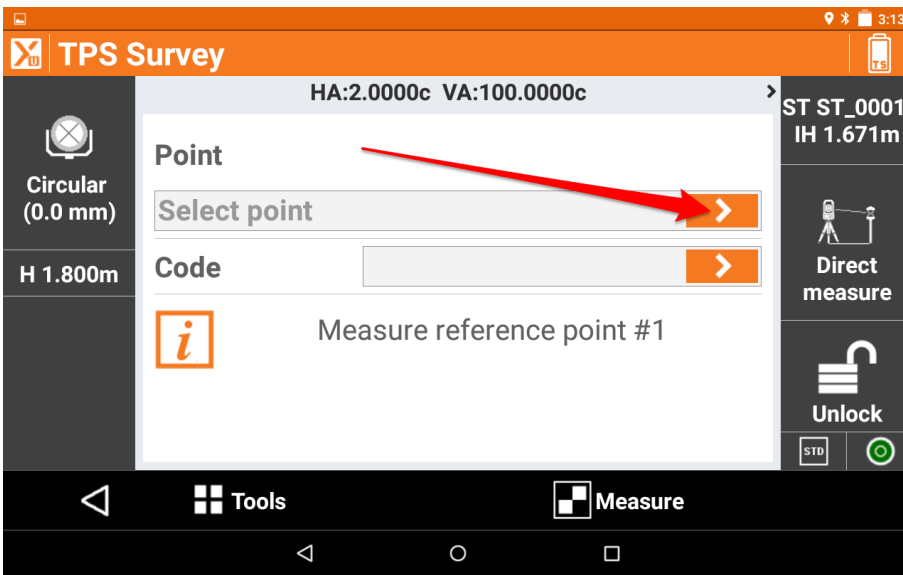 3:13
XU TPS Survey
TS
HA:2.0000c VA:100.0000c
ST ST_0001
IH 1.671m
Circular
(0.0 mm)
H 1.800m
Point
Select point
Code
i Measure reference point #1
Direct
measure
Unlock
STD
Tools
Measure